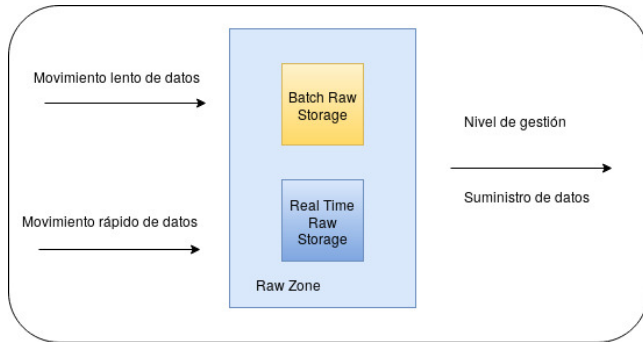 Movimiento lento de datos
Batch Raw
Storage
Nivel de gestión
Suministro de datos
Movimiento rápido de datos
Real Time
Raw
Storage
Raw Zone